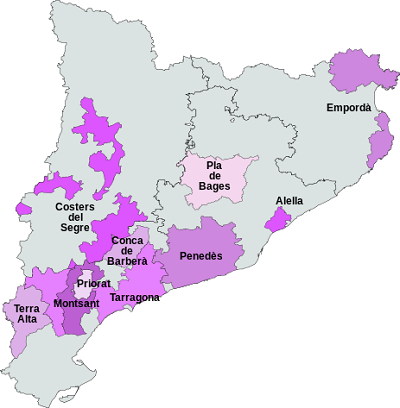 Empordà
Pla
de
Bages
Alella
Costers
del
Segre
Conca
de
Barberà
Penedès
Priorat
Tarragona
Montsant
Terra
Alta